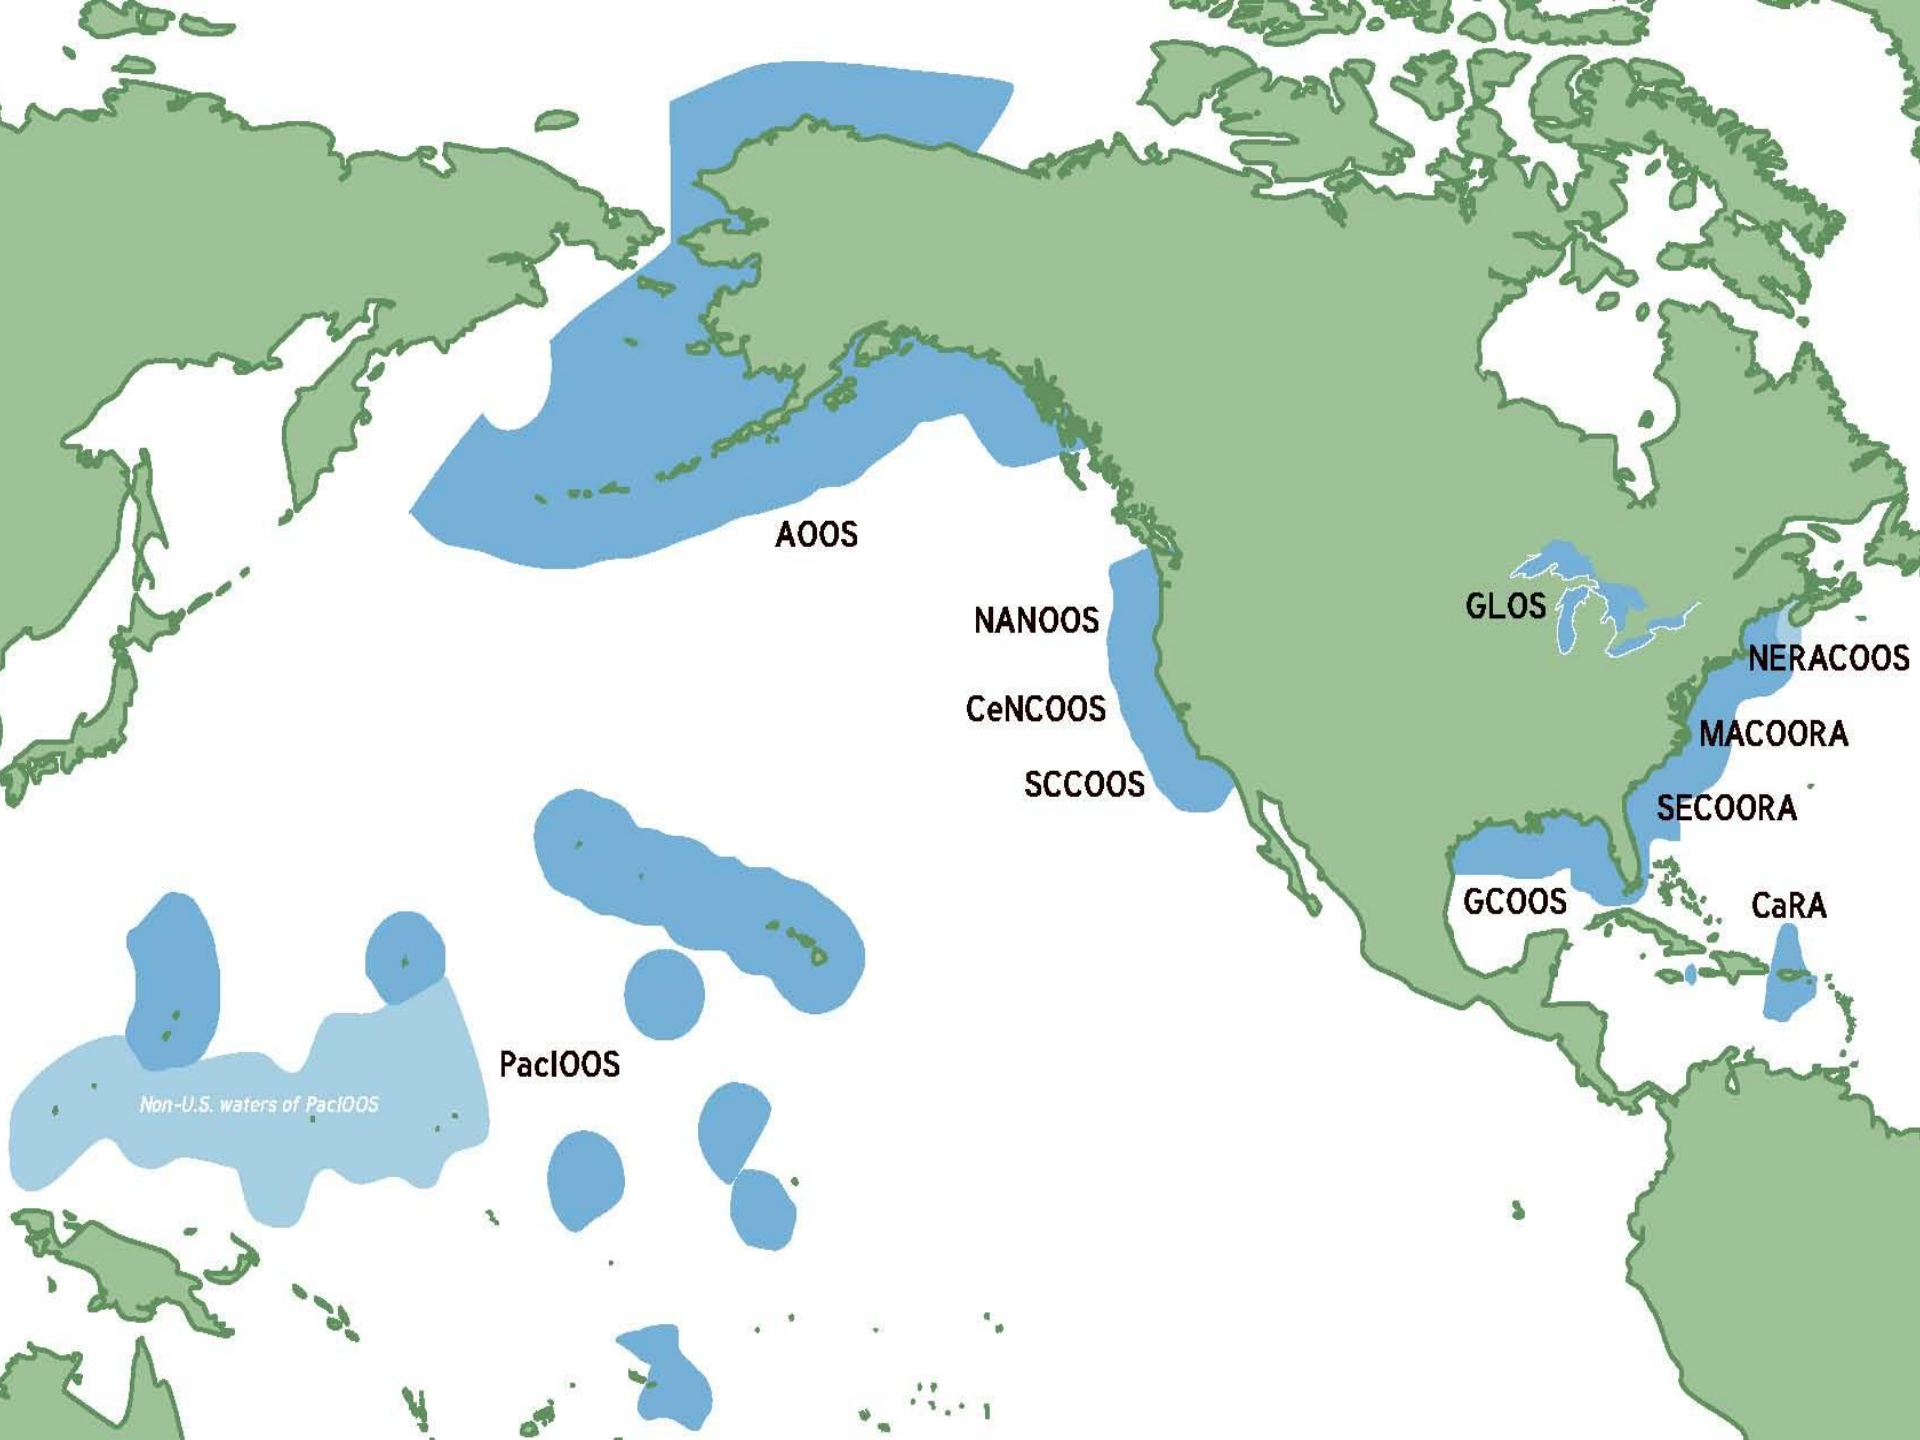 AOOS
NANOOS
GLOS
NERACOOS
CeNCOOS
MACOORA
SCCOOS
SECOORA
GCOOS
CaRA
PacIOOS
Non-U.S. waters of PacIOOS